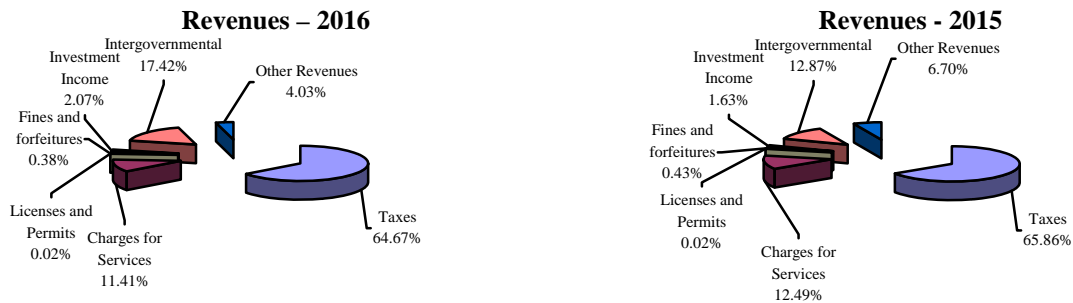 Revenues – 2016
Intergovernmental
17.42%
Investment
Income
2.07%
Other Revenues
4.03%
Fines and
forfeitures
0.38%
Licenses and
Permits
0.02%
Charges for
Services
11.41%
Taxes
64.67%
Revenues - 2015
Intergovernmental
12.87%
Investment
Income
1.63%
Other Revenues
6.70%
Fines and
forfeitures
0.43%
Licenses and
Permits
0.02%
Charges for
Services
12.49%
Taxes
65.86%